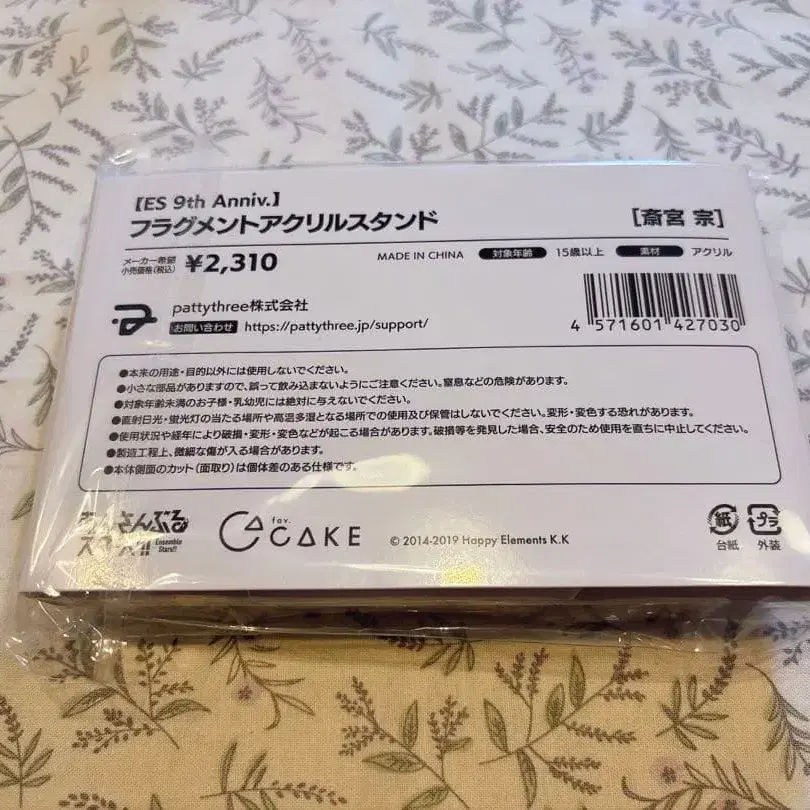 【ES 9th Anniv.】
フラグメントアクリルスタンド
[斎宮 宗]
メーカー希望
小売価格(税込)
¥2,310
MADE IN CHINA
対象年齢 15歳以上
素材 アクリル
pattythree株式会社
お問い合わせ https://pattythree.jp/support/
4 571601 427030
●本来の用途・目的以外には使用しないでください。
●小さな部品がありますので、誤って飲み込まないようにご注意ください。窒息などの危険があります。
●対象年齢未満のお子様・乳幼児には絶対に与えないでください。
●直射日光・蛍光灯の当たる場所や高温多湿となる場所での使用及び保管はしないでください。変形・変色する恐れがあります。
●使用状況や経年により破損・変形・変色などが起こる場合があります。破損等を発見した場合、安全のため使用を直ちに中止してください。
●製造工程上、微細な傷が入る場合があります。
●本体側面のカット(面取り)は個体差のある仕様です。
あんさんぶる
スターズ!!
Ensemble
Stars!!
fav.
CAKE
© 2014-2019 Happy Elements K.K
紙
台紙
プラ
外装